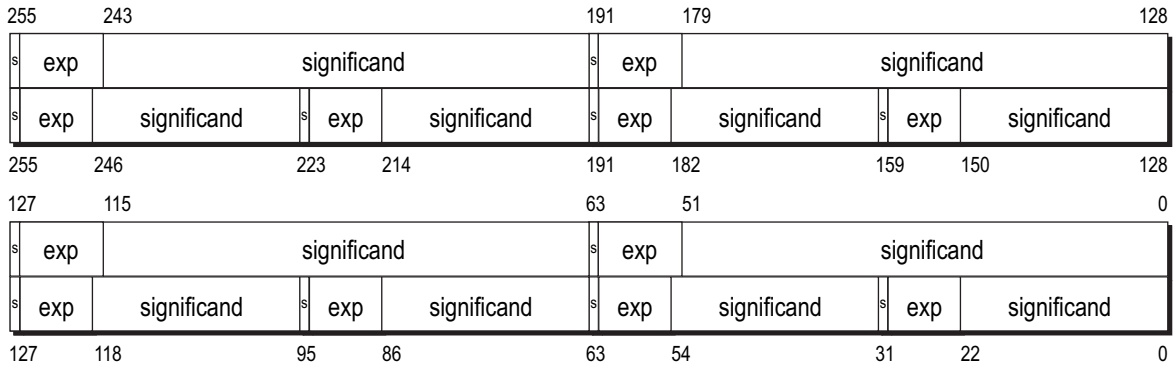 255 243 191 179 128
s exp significand s exp significand
s exp significand s exp significand s exp significand s exp significand
255 246 223 214 191 182 159 150 128
127 115 63 51 0
s exp significand s exp significand
s exp significand s exp significand s exp significand s exp significand
127 118 95 86 63 54 31 22 0